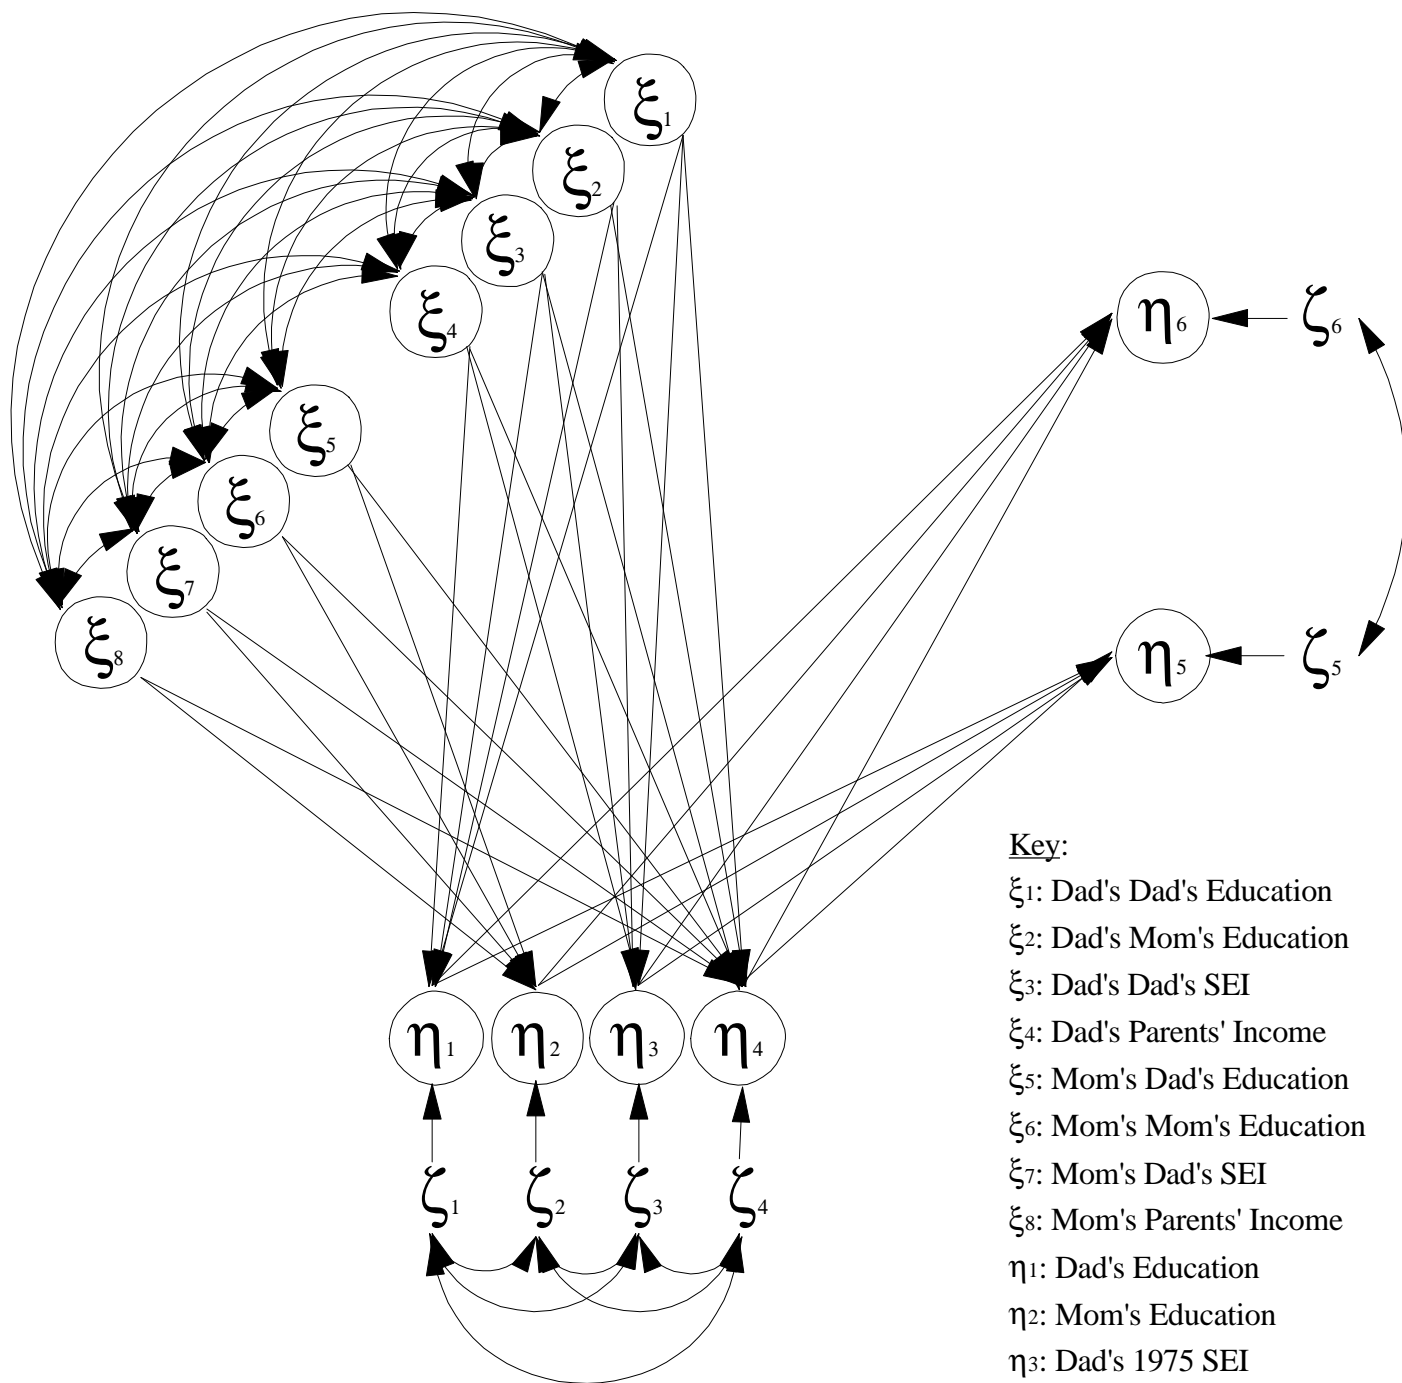 ξ1
ξ2
ξ3
ξ4
ξ5
ξ6
ξ7
ξ8
η6
ζ6
η5
ζ5
η1
η2
η3
η4
ζ1
ζ2
ζ3
ζ4
Key:
ξ1: Dad's Dad's Education
ξ2: Dad's Mom's Education
ξ3: Dad's Dad's SEI
ξ4: Dad's Parents' Income
ξ5: Mom's Dad's Education
ξ6: Mom's Mom's Education
ξ7: Mom's Dad's SEI
ξ8: Mom's Parents' Income
η1: Dad's Education
η2: Mom's Education
η3: Dad's 1975 SEI